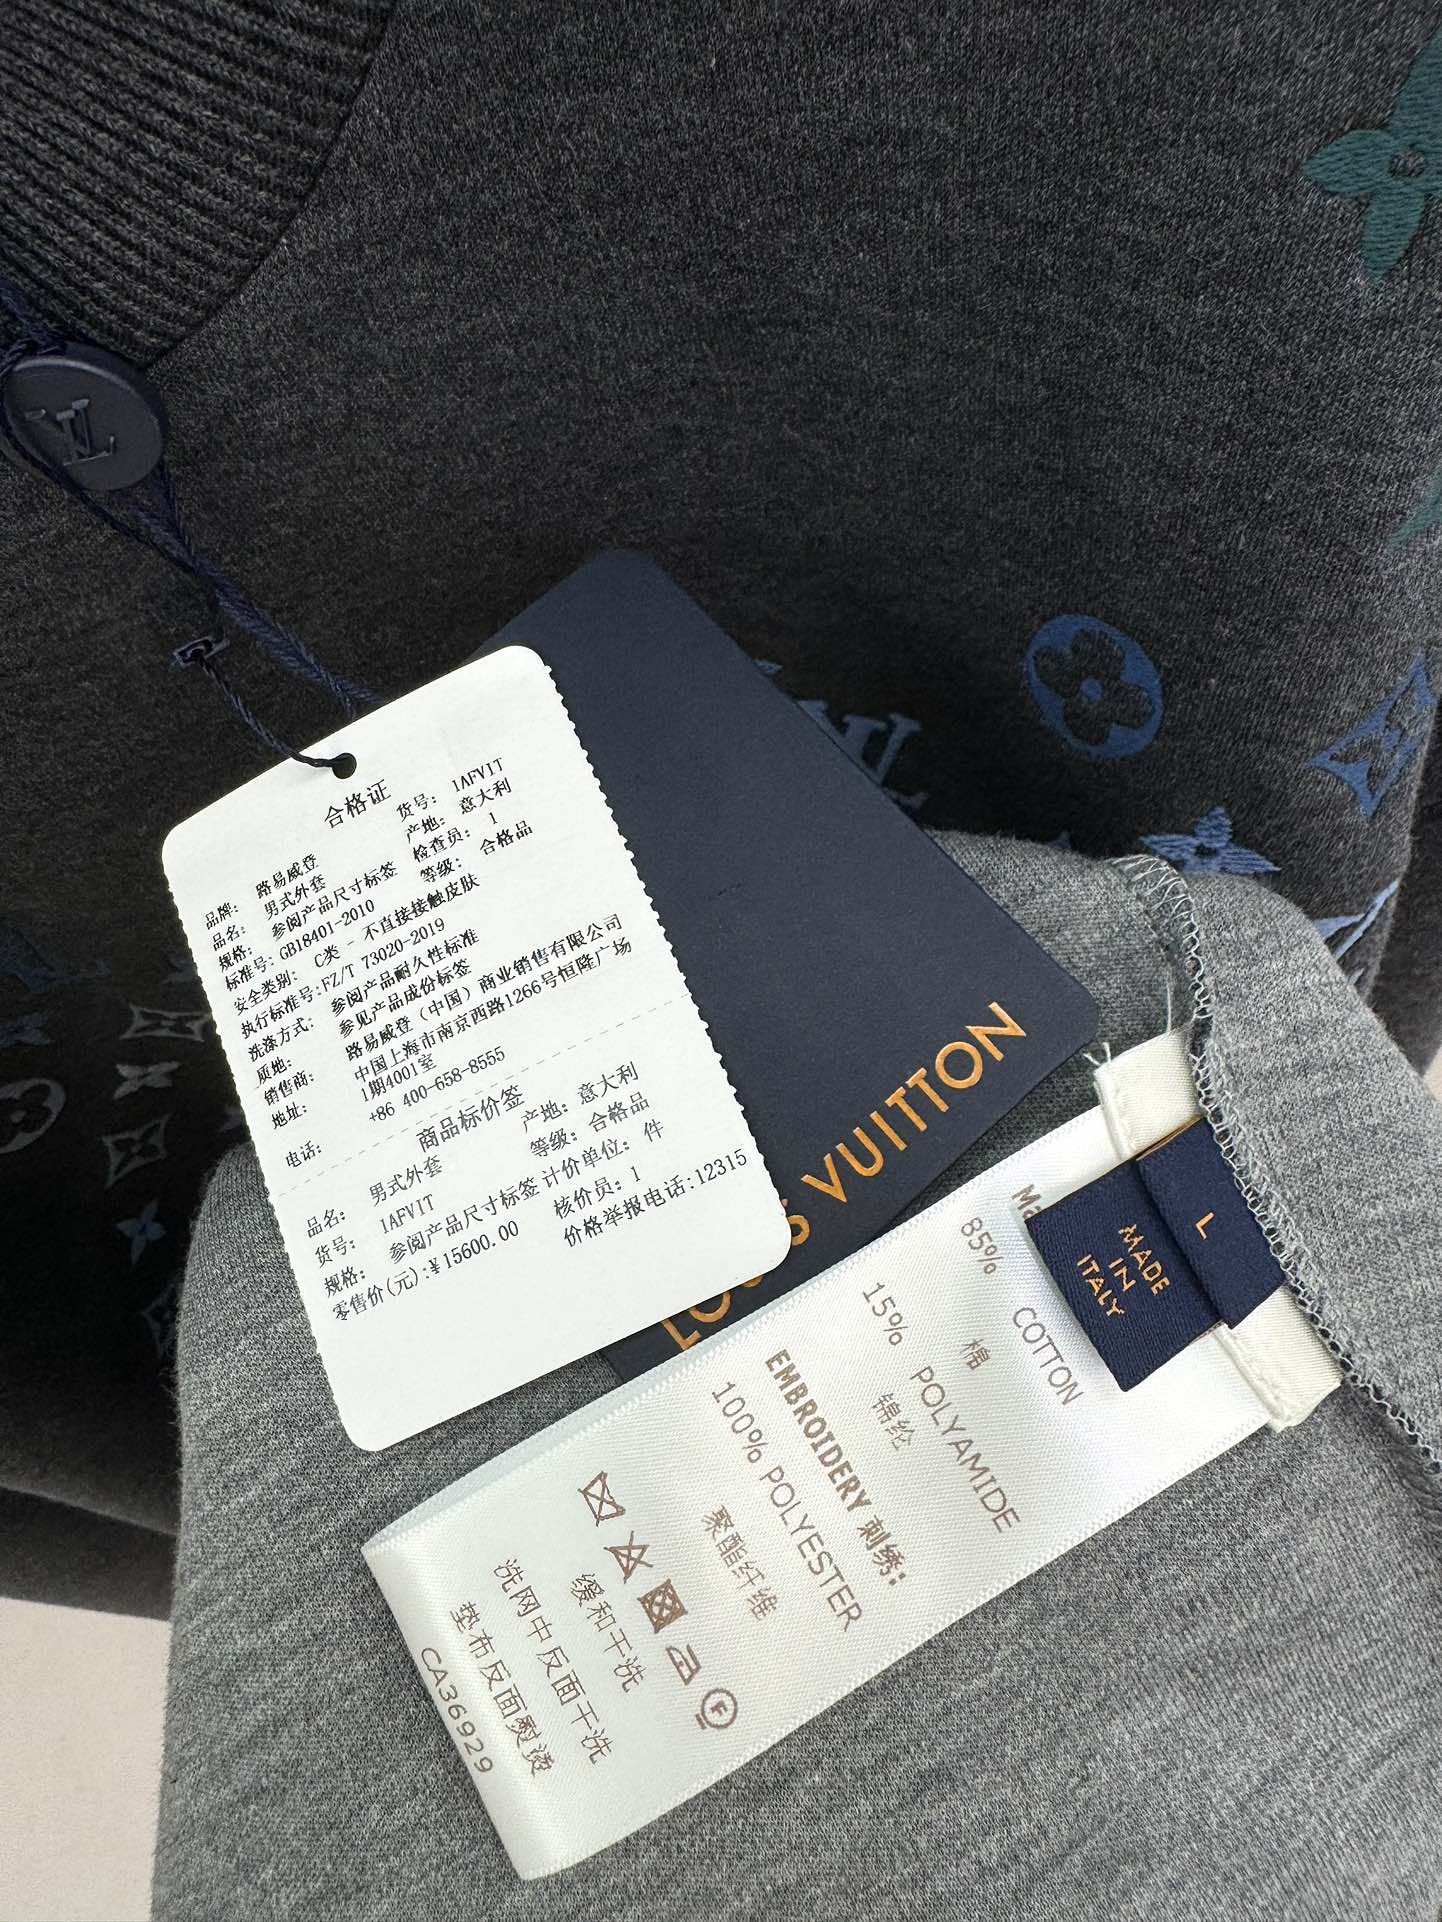 合格证
品牌: 路易威登
货号: 1AFV1T
品名: 男式外套
产地: 意大利
规格: 参阅产品尺寸标签
检查员: 1
标准号: GB18401-2010
等级: 合格品
安全类别: C类 - 不直接接触皮肤
执行标准号:FZ/T 73020-2019
洗涤方式: 参阅产品耐久性标准
质地: 参见产品成份标签
销售商: 路易威登（中国）商业销售有限公司
地址: 中国上海市南京西路1266号恒隆广场
1期4001室
电话: +86 400-658-8555
商品标价签
品名: 男式外套
产地: 意大利
货号: 1AFV1T
等级: 合格品
规格: 参阅产品尺寸标签 计价单位: 件
零售价(元):¥15600.00
核价员: 1
价格举报电话:12315
LOUIS VUITTON
L
MADE
IN
ITALY
85% COTTON
棉
15% POLYAMIDE
锦纶
EMBROIDERY 刺绣:
100% POLYESTER
聚酯纤维
F
缓和干洗
洗网中反面干洗
垫布反面熨烫
CA36929
LV